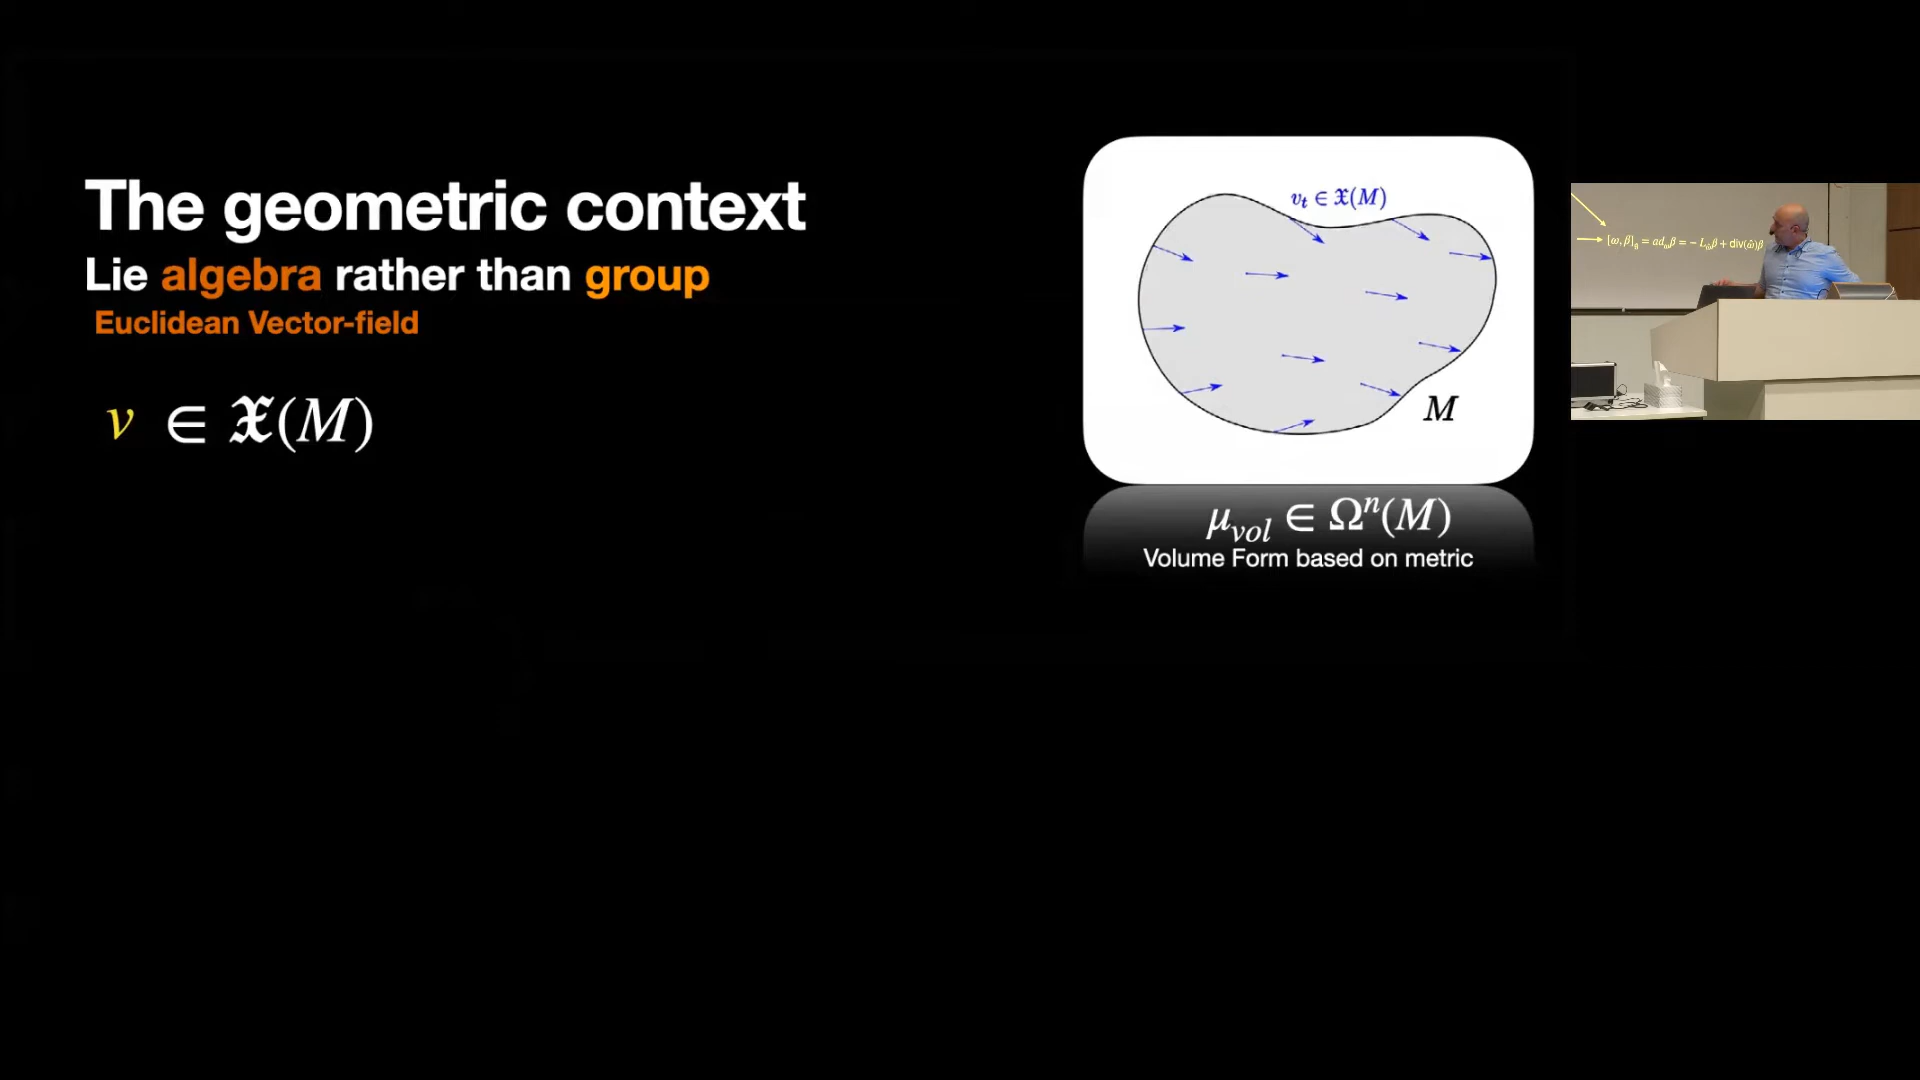 The geometric context
Lie algebra rather than group
Euclidean Vector-field
v ∈ 𝔛(M)
v_t ∈ 𝔛(M)
M
μ_vol ∈ Ω^n(M)
Volume Form based on metric